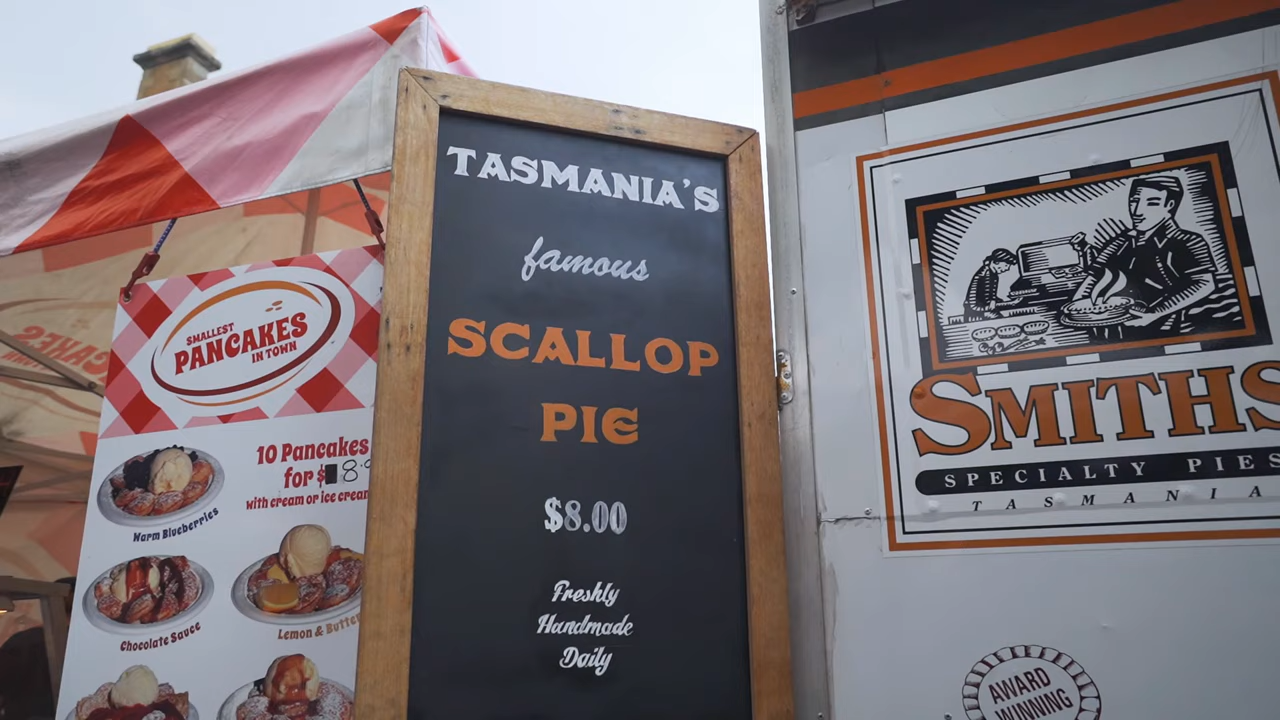 SMALLEST
PANCAKES
IN TOWN
10 Pancakes
for $8.
With cream or ice cream
Warm Blueberries
Chocolate Sauce
Lemon & Butter
TASMANIA'S
famous
SCALLOP
PIE
$8.00
Freshly
Handmade
Daily
SMITHS
SPECIALTY PIES
TASMANIA
AWARD
WINNING